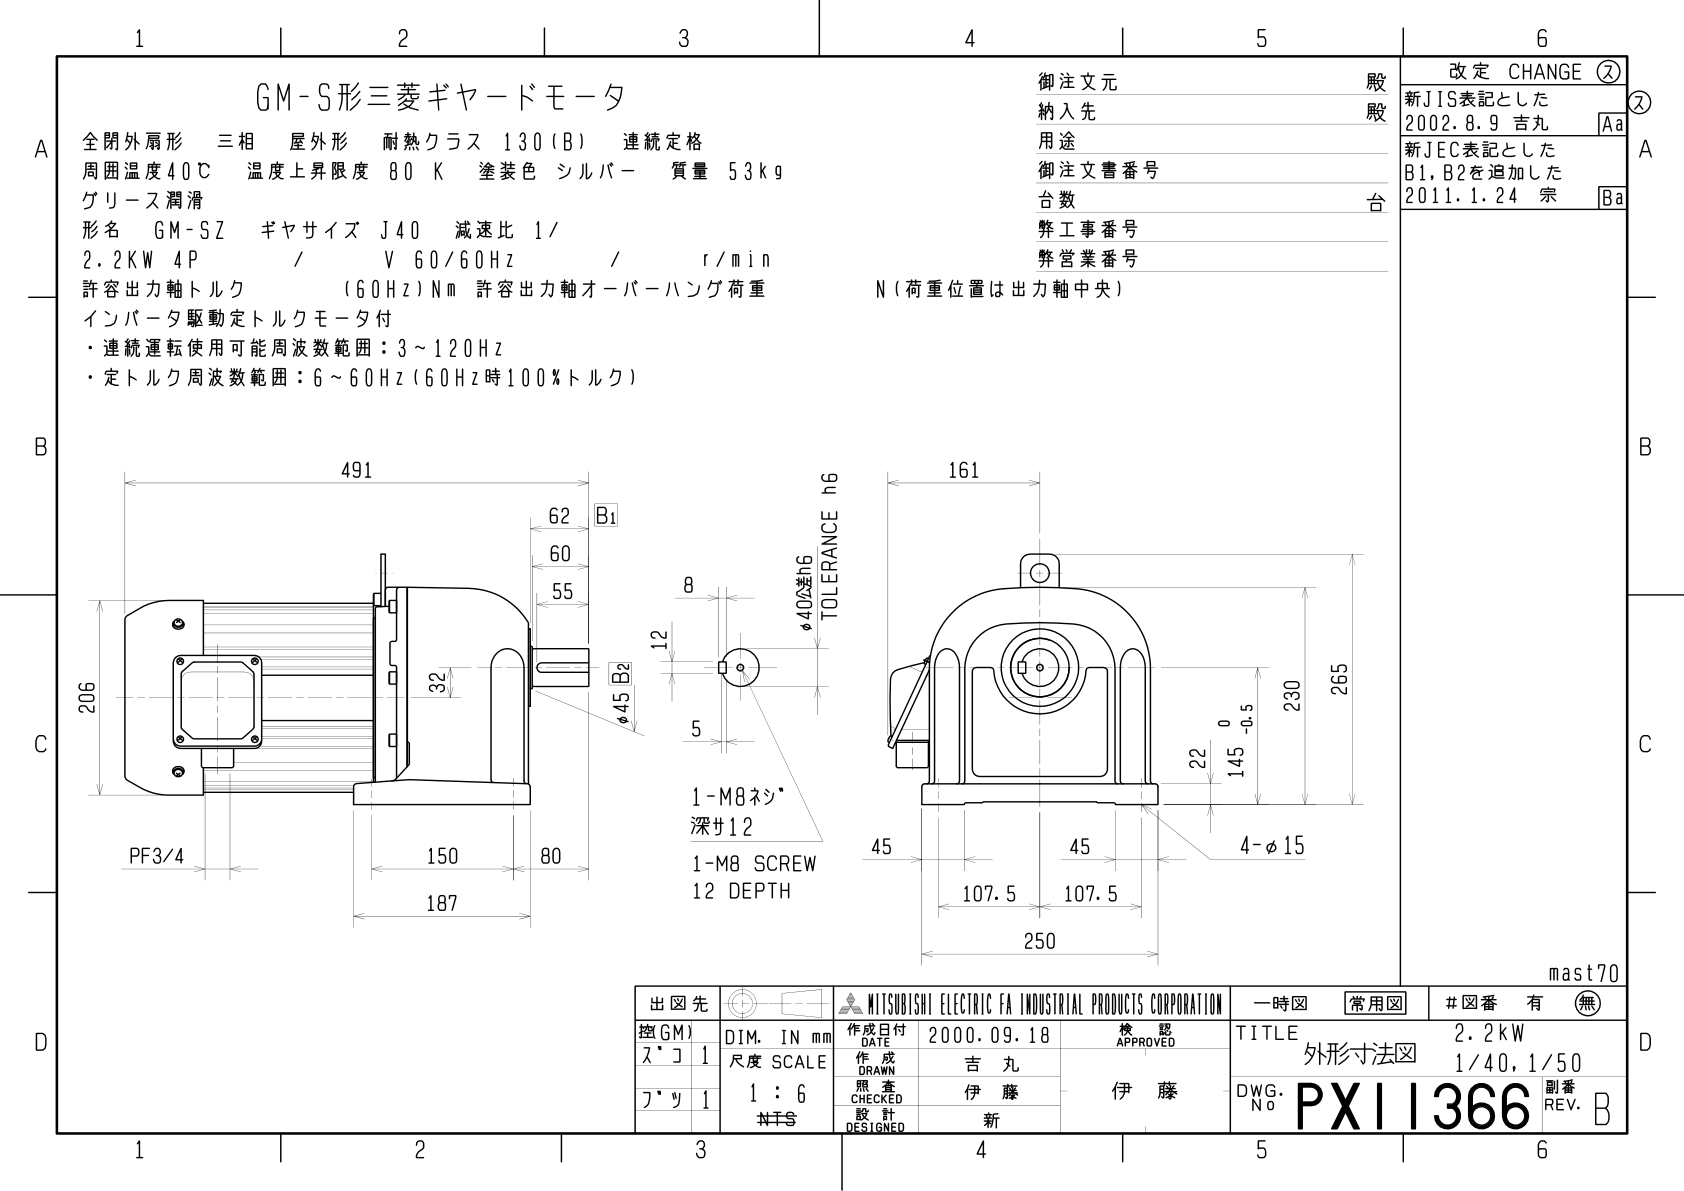 1 2 3 4 5 6
GM-S形三菱ギヤードモータ
全閉外扇形 三相 屋外形 耐熱クラス 130(B) 連続定格
周囲温度40℃ 温度上昇限度 80 K 塗装色 シルバー 質量 53kg
グリース潤滑
形名 GM-SZ ギヤサイズ J40 減速比 1/
2.2KW 4P / V 60/60Hz / r/min
許容出力軸トルク (60Hz)Nm 許容出力軸オーバーハング荷重 N(荷重位置は出力軸中央)
インバータ駆動定トルクモータ付
・連続運転使用可能周波数範囲：3~120Hz
・定トルク周波数範囲：6~60Hz(60Hz時100%トルク)
御注文元 殿
納入先 殿
用途
御注文書番号
台数 台
弊工事番号
弊営業番号
改定 CHANGE ス
新JISを表記とした
2002.8.9 吉丸 Aa
新JEC表記とした
B1,B2を追加した
2011.1.24 宗 Ba
ス
A
A
B
B
C
C
D
D
491
62 B1
60
55
206
32
φ45 B2
PF3/4
150
80
187
8
12
5
φ40公差h6
TOLERANCE h6
1-M8ネジ
深サ12
1-M8 SCREW
12 DEPTH
161
265
230
22
145 0 -0.5
45
45
4-φ15
107.5
107.5
250
mast70
出図先
控(GM)
ズコ 1
ブツ 1
DIM. IN mm
尺度 SCALE
1 : 6
NTS
MITSUBISHI ELECTRIC FA INDUSTRIAL PRODUCTS CORPORATION
作成日付 DATE 2000.09.18
作成 DRAWN 吉丸
照査 CHECKED 伊藤
設計 DESIGNED 新
検認 APPROVED
伊藤
一時図 常用図 #図番 有 無
TITLE
外形寸法図
2.2kW
1/40,1/50
DWG. No PX11366
副番 REV. B
1 2 3 4 5 6